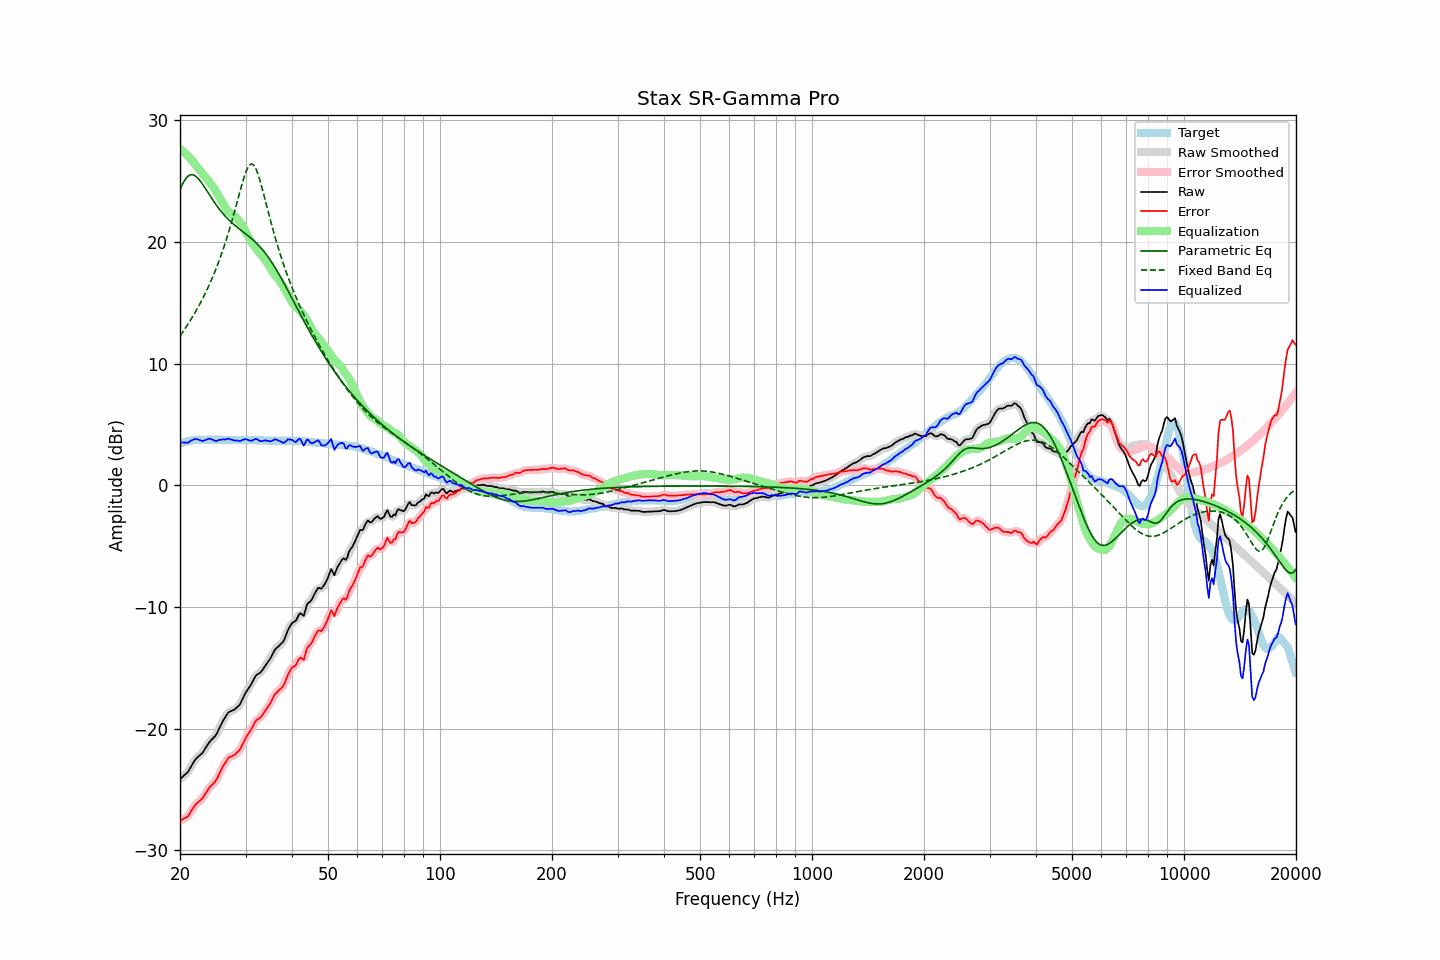 Stax SR-Gamma Pro
30
20
10
0
−10
−20
−30
Amplitude (dBr)
Target
Raw Smoothed
Error Smoothed
Raw
Error
Equalization
Parametric Eq
Fixed Band Eq
Equalized
20
50
100
200
500
1000
2000
5000
10000
20000
Frequency (Hz)